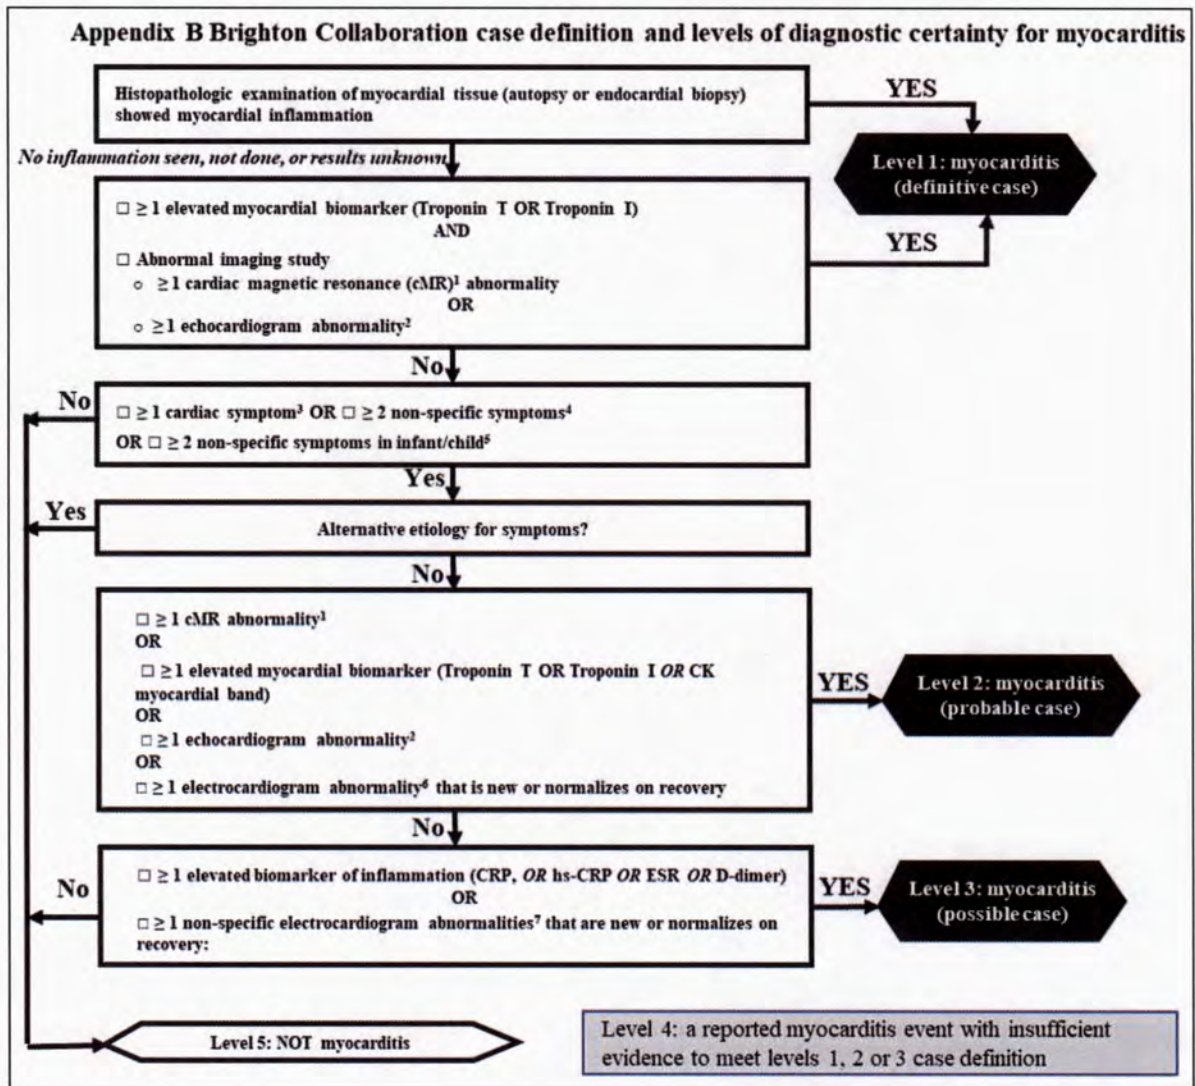 Appendix B Brighton Collaboration case definition and levels of diagnostic certainty for myocarditis
Histopathologic examination of myocardial tissue (autopsy or endocardial biopsy)
showed myocardial inflammation
YES
Level 1: myocarditis
(definitive case)
No inflammation seen, not done, or results unknown
☐ ≥1 elevated myocardial biomarker (Troponin T OR Troponin I)
AND
☐ Abnormal imaging study
○ ≥1 cardiac magnetic resonance (cMR)¹ abnormality
OR
○ ≥1 echocardiogram abnormality²
YES
No
No
☐ ≥1 cardiac symptom³ OR ☐ ≥ 2 non-specific symptoms⁴
OR ☐ ≥2 non-specific symptoms in infant/child⁵
Yes
Yes
Alternative etiology for symptoms?
No
☐ ≥ 1 cMR abnormality¹
OR
☐ ≥1 elevated myocardial biomarker (Troponin T OR Troponin I OR CK
myocardial band)
OR
☐ ≥1 echocardiogram abnormality²
OR
☐ ≥1 electrocardiogram abnormality⁶ that is new or normalizes on recovery
YES
Level 2: myocarditis
(probable case)
No
No
☐ ≥1 elevated biomarker of inflammation (CRP, OR hs-CRP OR ESR OR D-dimer)
OR
☐ ≥1 non-specific electrocardiogram abnormalities⁷ that are new or normalizes on
recovery:
YES
Level 3: myocarditis
(possible case)
Level 5: NOT myocarditis
Level 4: a reported myocarditis event with insufficient
evidence to meet levels 1, 2 or 3 case definition